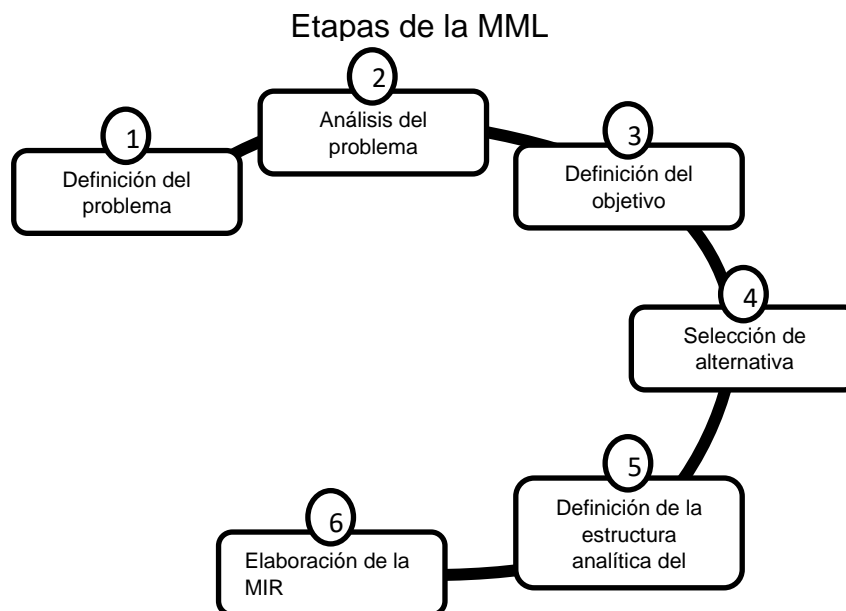 Etapas de la MML
1
Definición del
problema
2
Análisis del
problema
3
Definición del
objetivo
4
Selección de
alternativa
5
Definición de la
estructura
analítica del
6
Elaboración de la
MIR